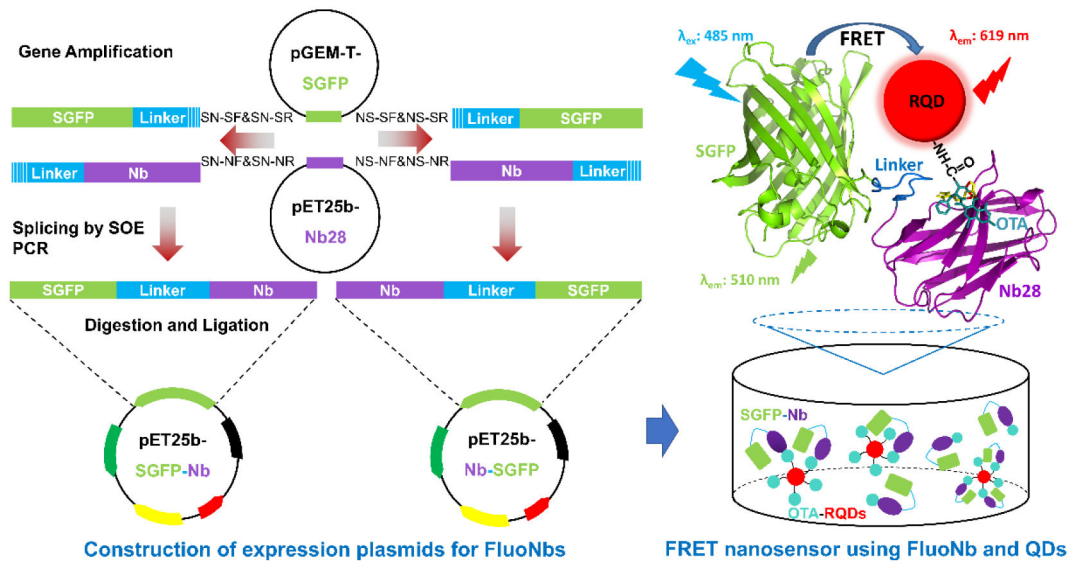 Gene Amplification
pGEM-T-
SGFP
SGFP Linker
SN-SF&SN-SR
NS-SF&NS-SR
Linker SGFP
Linker Nb
SN-NF&SN-NR
NS-NF&NS-NR
Nb Linker
Splicing by SOE
PCR
pET25b-
Nb28
SGFP Linker Nb
Nb Linker SGFP
Digestion and Ligation
pET25b-
SGFP-Nb
pET25b-
Nb-SGFP
Construction of expression plasmids for FluoNbs
λex: 485 nm
FRET
λem: 619 nm
RQD
SGFP
-NH-C=O
Linker
OTA
λem: 510 nm
Nb28
SGFP-Nb
OTA-RQDs
FRET nanosensor using FluoNb and QDs